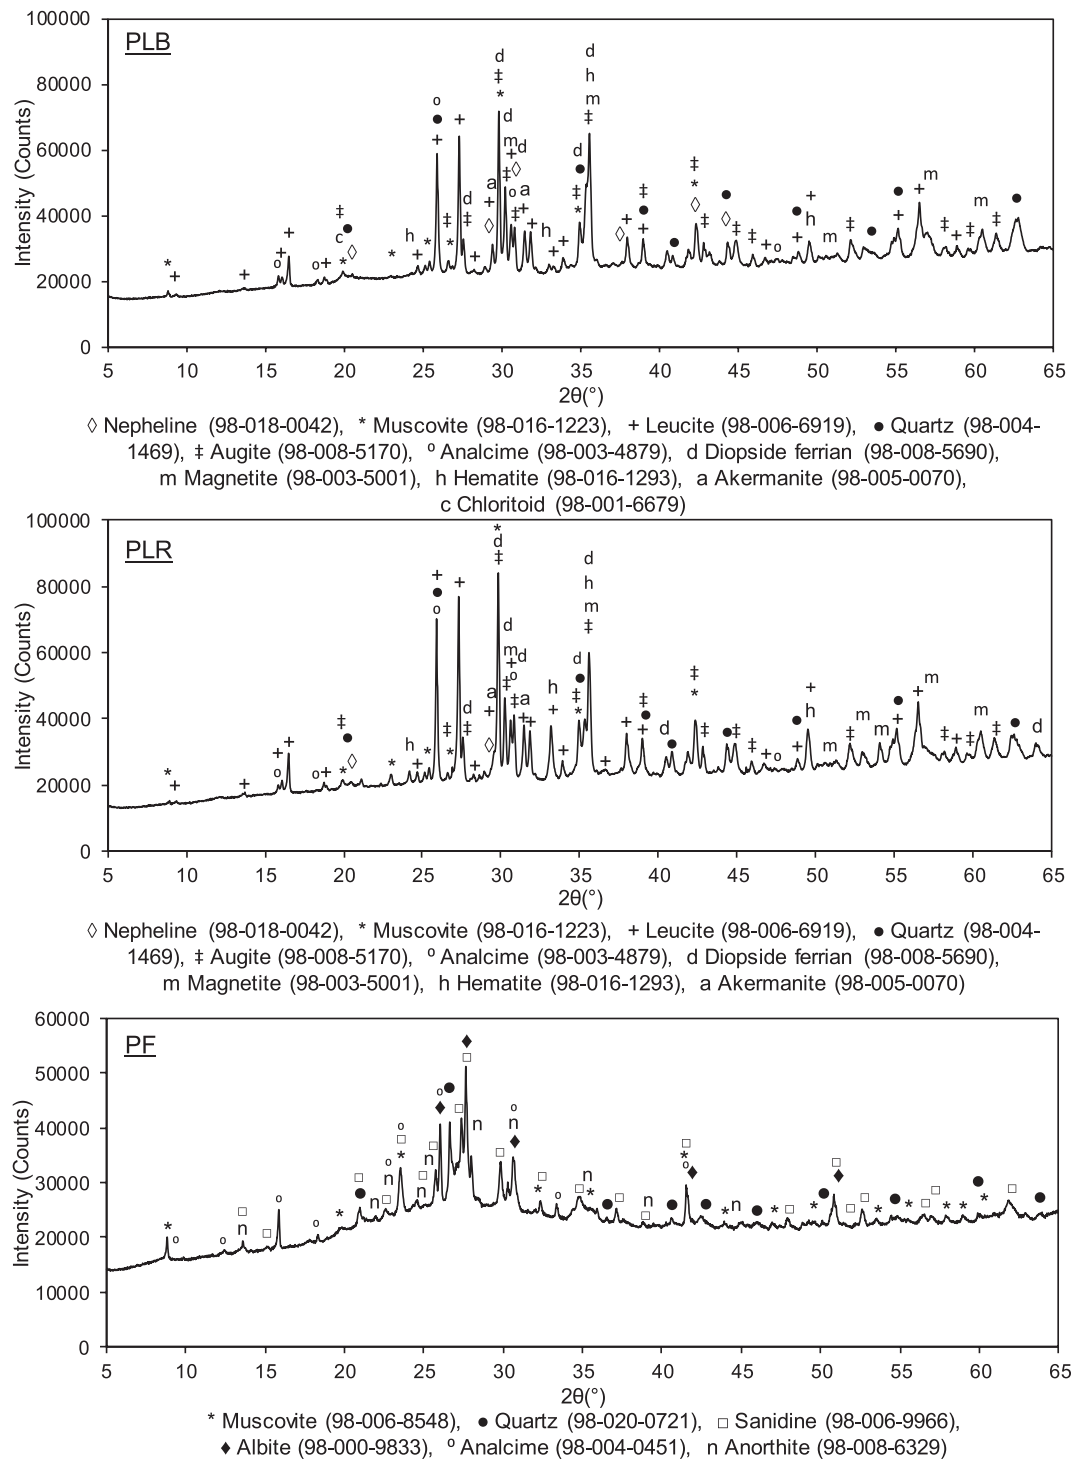 PLB
Intensity (Counts)
100000
80000
60000
40000
20000
0
5 10 15 20 25 30 35 40 45 50 55 60 65
2θ(°)
◊ Nepheline (98-018-0042), * Muscovite (98-016-1223), + Leucite (98-006-6919), ● Quartz (98-004-
1469), ‡ Augite (98-008-5170), o Analcime (98-003-4879), d Diopside ferrian (98-008-5690),
m Magnetite (98-003-5001), h Hematite (98-016-1293), a Akermanite (98-005-0070),
c Chloritoid (98-001-6679)
PLR
Intensity (Counts)
100000
80000
60000
40000
20000
0
5 10 15 20 25 30 35 40 45 50 55 60 65
2θ(°)
◊ Nepheline (98-018-0042), * Muscovite (98-016-1223), + Leucite (98-006-6919), ● Quartz (98-004-
1469), ‡ Augite (98-008-5170), o Analcime (98-003-4879), d Diopside ferrian (98-008-5690),
m Magnetite (98-003-5001), h Hematite (98-016-1293), a Akermanite (98-005-0070)
PF
Intensity (Counts)
60000
50000
40000
30000
20000
10000
0
5 10 15 20 25 30 35 40 45 50 55 60 65
2θ(°)
* Muscovite (98-006-8548), ● Quartz (98-020-0721), □ Sanidine (98-006-9966),
♦ Albite (98-000-9833), o Analcime (98-004-0451), n Anorthite (98-008-6329)